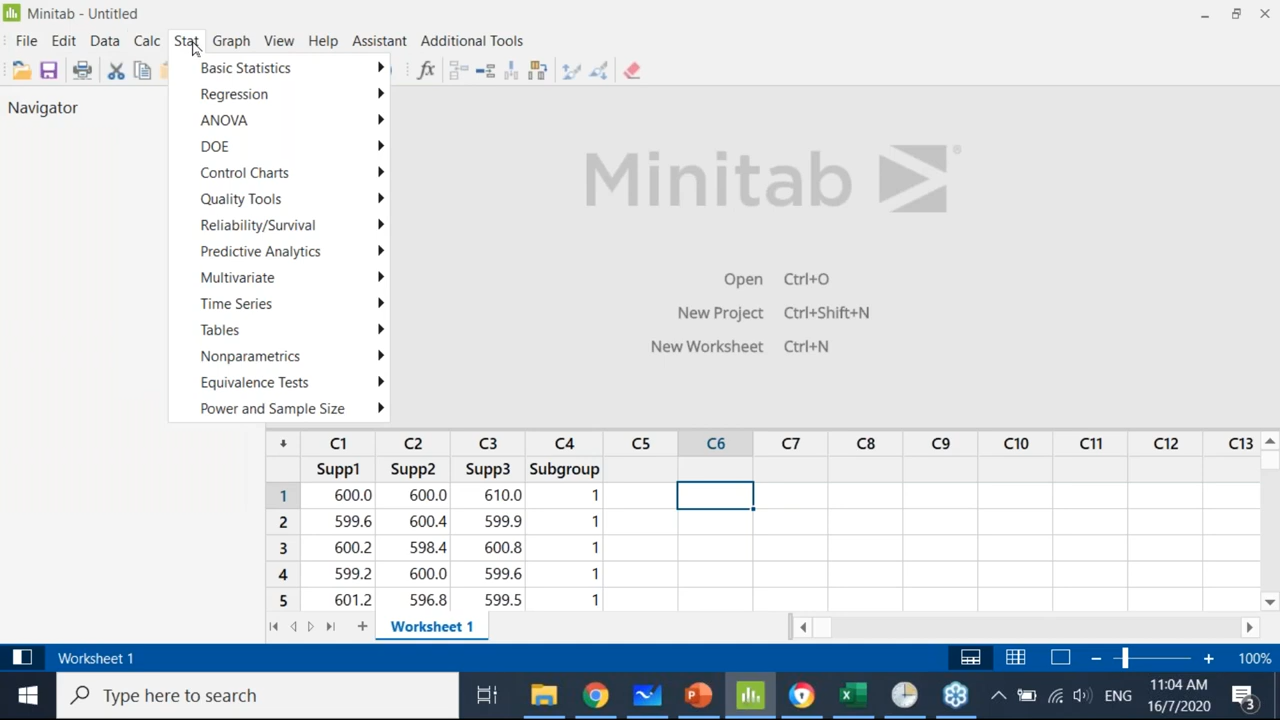 Minitab - Untitled
File Edit Data Calc Stat Graph View Help Assistant Additional Tools
fx
Navigator
Basic Statistics
Regression
ANOVA
DOE
Control Charts
Quality Tools
Reliability/Survival
Predictive Analytics
Multivariate
Time Series
Tables
Nonparametrics
Equivalence Tests
Power and Sample Size
Minitab
Open Ctrl+O
New Project Ctrl+Shift+N
New Worksheet Ctrl+N
C1 C2 C3 C4 C5 C6 C7 C8 C9 C10 C11 C12 C13
Supp1 Supp2 Supp3 Subgroup
1 600.0 600.0 610.0 1
2 599.6 600.4 599.9 1
3 600.2 598.4 600.8 1
4 599.2 600.0 599.6 1
5 601.2 596.8 599.5 1
Worksheet 1
Worksheet 1 100%
Type here to search ENG 11:04 AM
16/7/2020 3